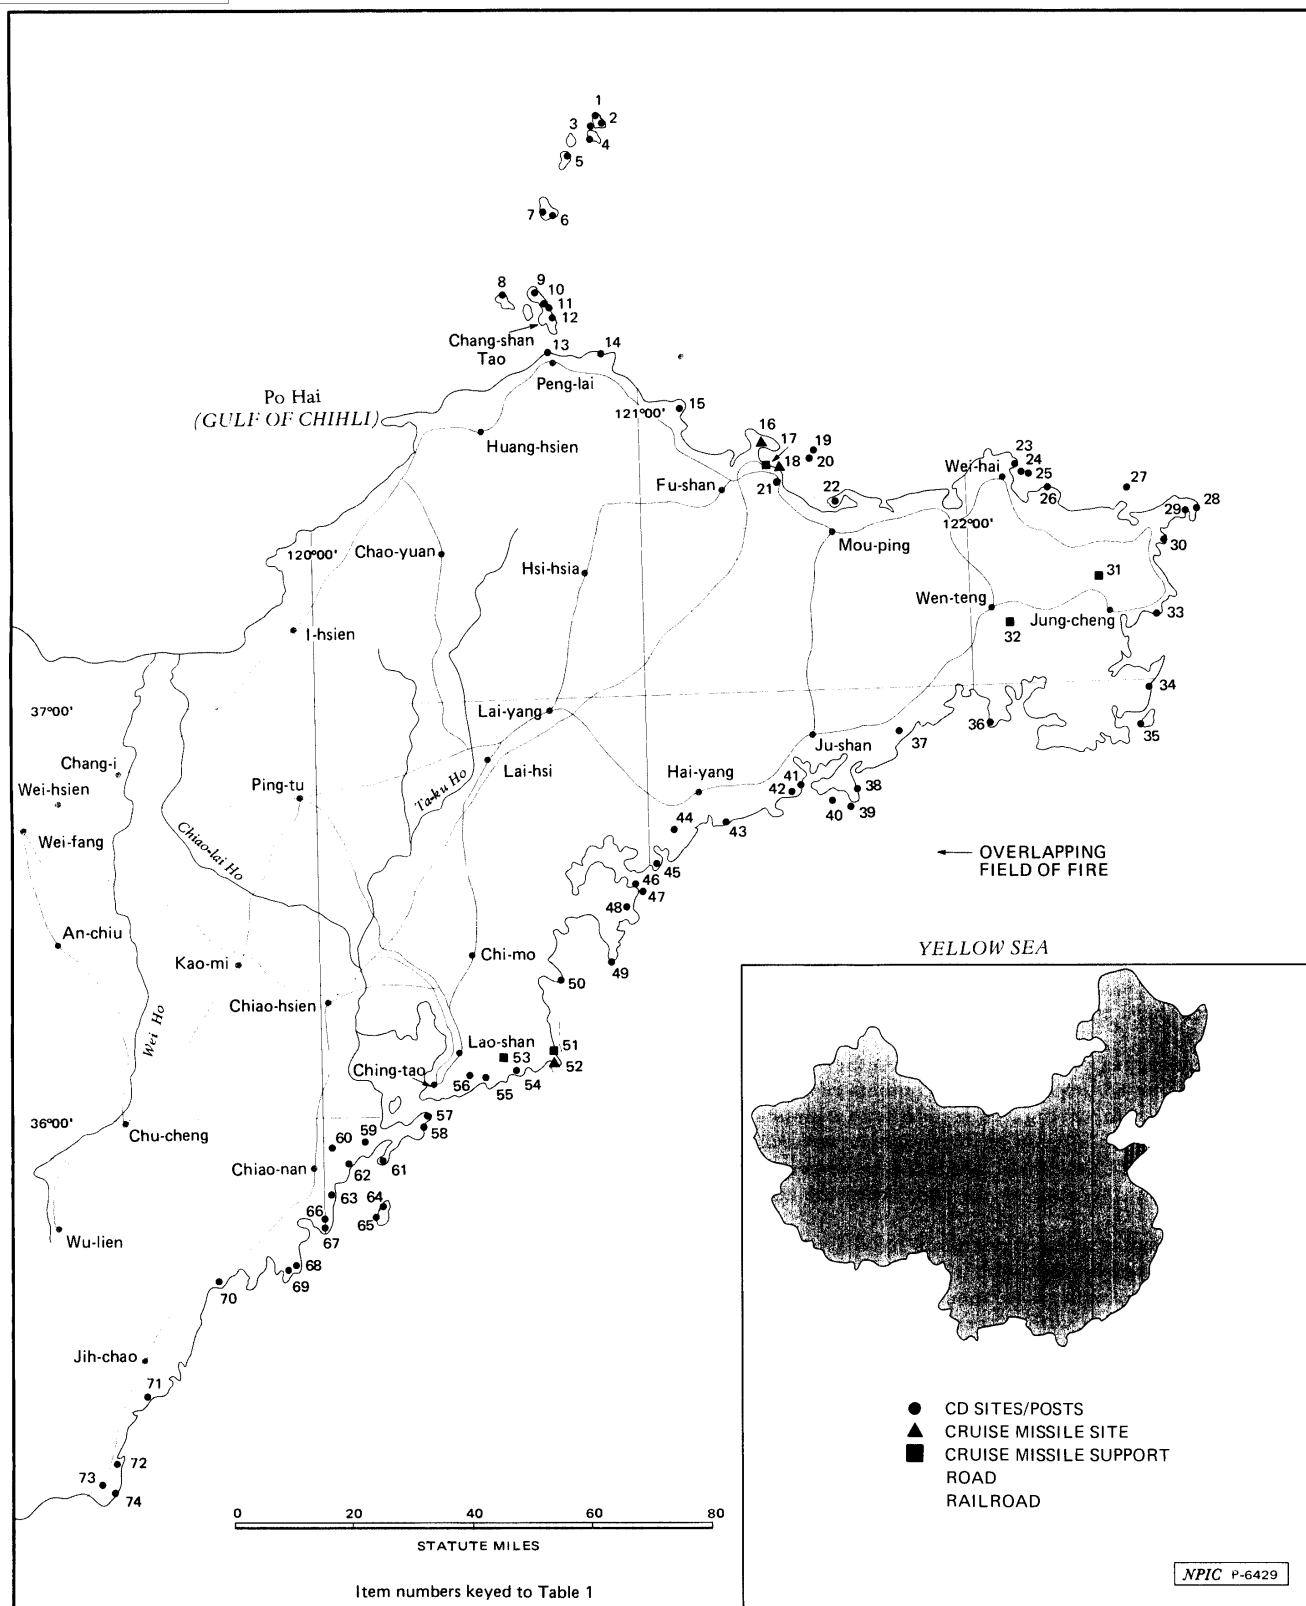 1
2
3
4
5
7
6
8
9
10
11
12
Chang-shan
Tao
13
14
Peng-lai
Po Hai
(GULF OF CHIHLI)
121°00'
15
16
17
18
19
20
21
22
Huang-hsien
Fu-shan
Wei-hai
23
24
25
26
27
28
29
30
122°00'
120°00'
Chao-yuan
Hsi-hsia
Mou-ping
31
Wen-teng
Jung-cheng
32
33
I-hsien
34
37°00'
Lai-yang
36
35
37
Ju-shan
Chang-i
Wei-hsien
Ping-tu
Lai-hsi
Hai-yang
41
42
38
40
39
Ta-ku Ho
44
43
Wei-fang
Chiao-lai Ho
45
46
47
48
OVERLAPPING
FIELD OF FIRE
An-chiu
Kao-mi
Chi-mo
49
YELLOW SEA
50
Chiao-hsien
Wei Ho
Lao-shan
51
53
52
Ching-tao
56
55
54
36°00'
Chu-cheng
57
58
59
60
61
62
Chiao-nan
63
64
65
66
67
Wu-lien
68
69
70
Jih-chao
71
72
73
74
CD SITES/POSTS
CRUISE MISSILE SITE
CRUISE MISSILE SUPPORT
ROAD
RAILROAD
0
20
40
60
80
STATUTE MILES
Item numbers keyed to Table 1
NPIC P-6429